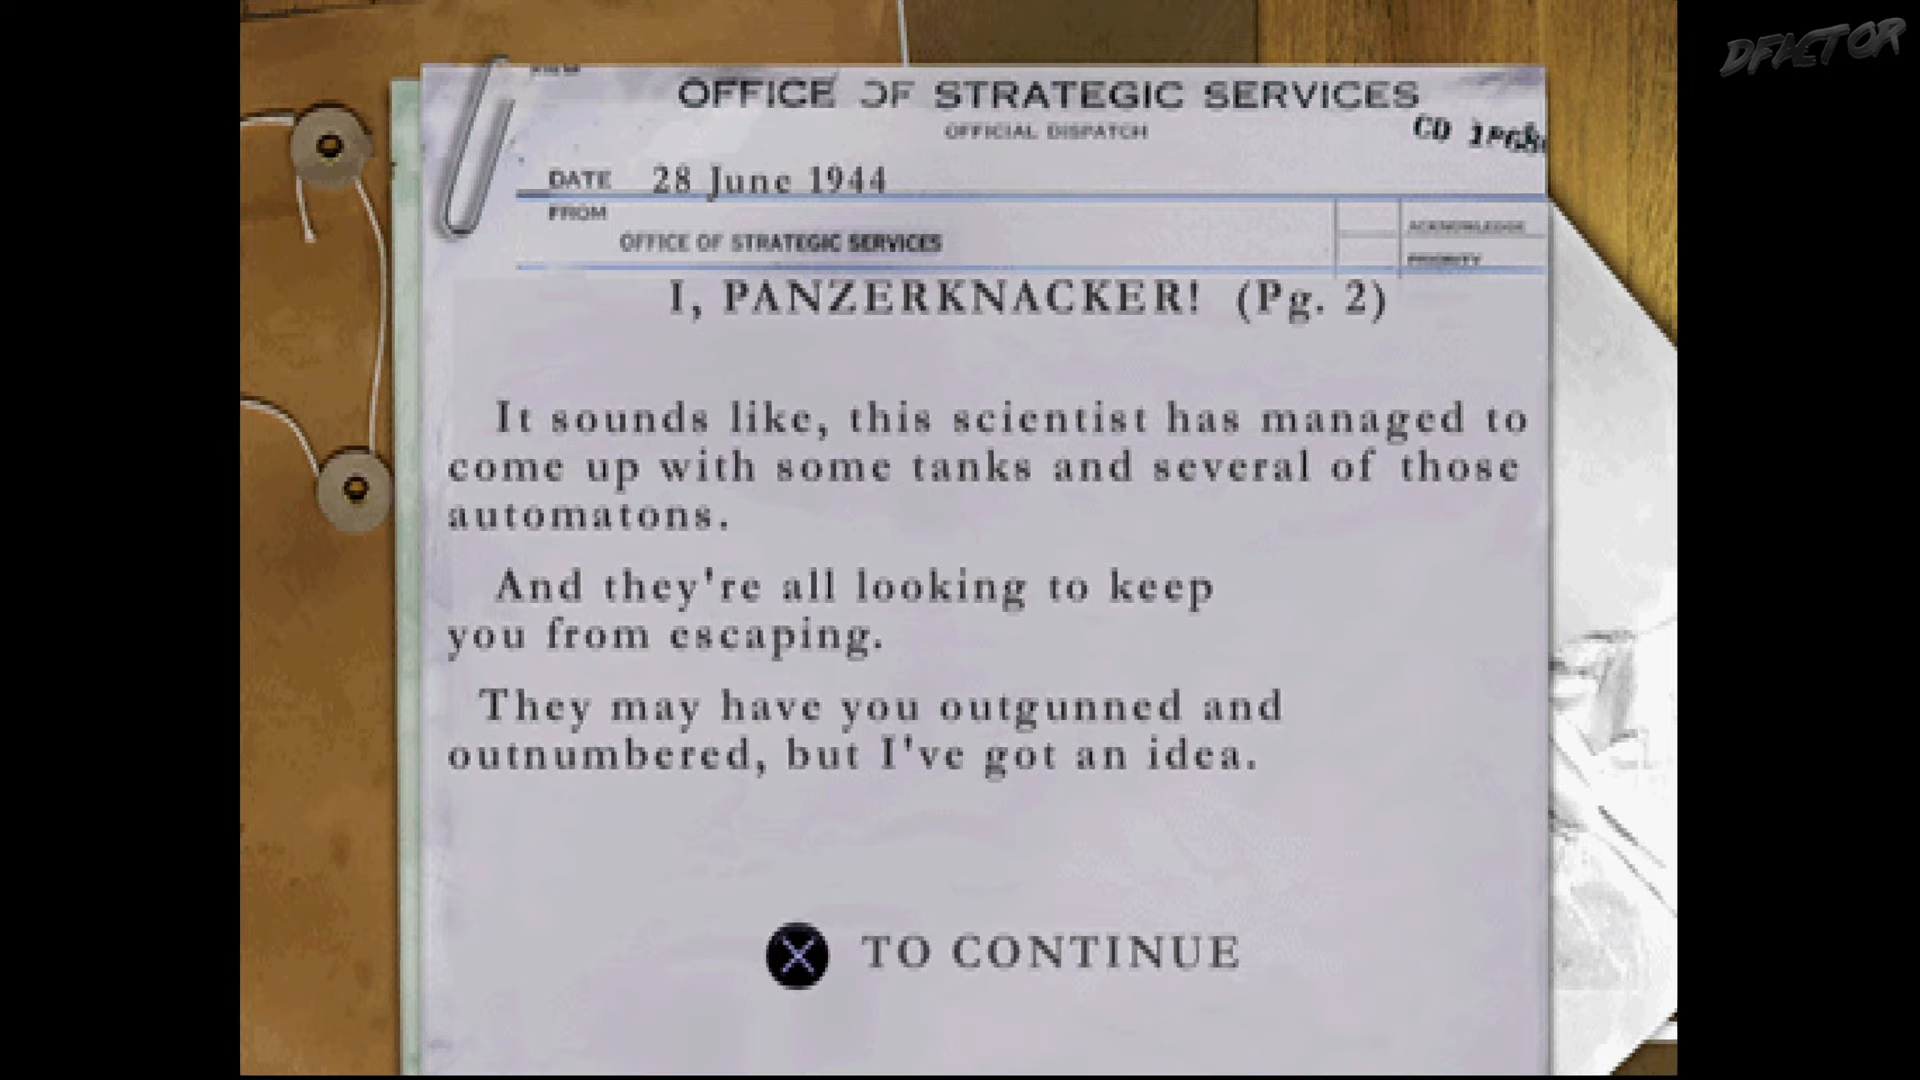 DFACTOR
OFFICE OF STRATEGIC SERVICES
OFFICIAL DISPATCH
DATE 28 June 1944
FROM
OFFICE OF STRATEGIC SERVICES
ACKNOWLEDGE
PRIORITY
I, PANZERKNACKER! (Pg. 2)
It sounds like, this scientist has managed to
come up with some tanks and several of those
automatons.
And they're all looking to keep
you from escaping.
They may have you outgunned and
outnumbered, but I've got an idea.
TO CONTINUE